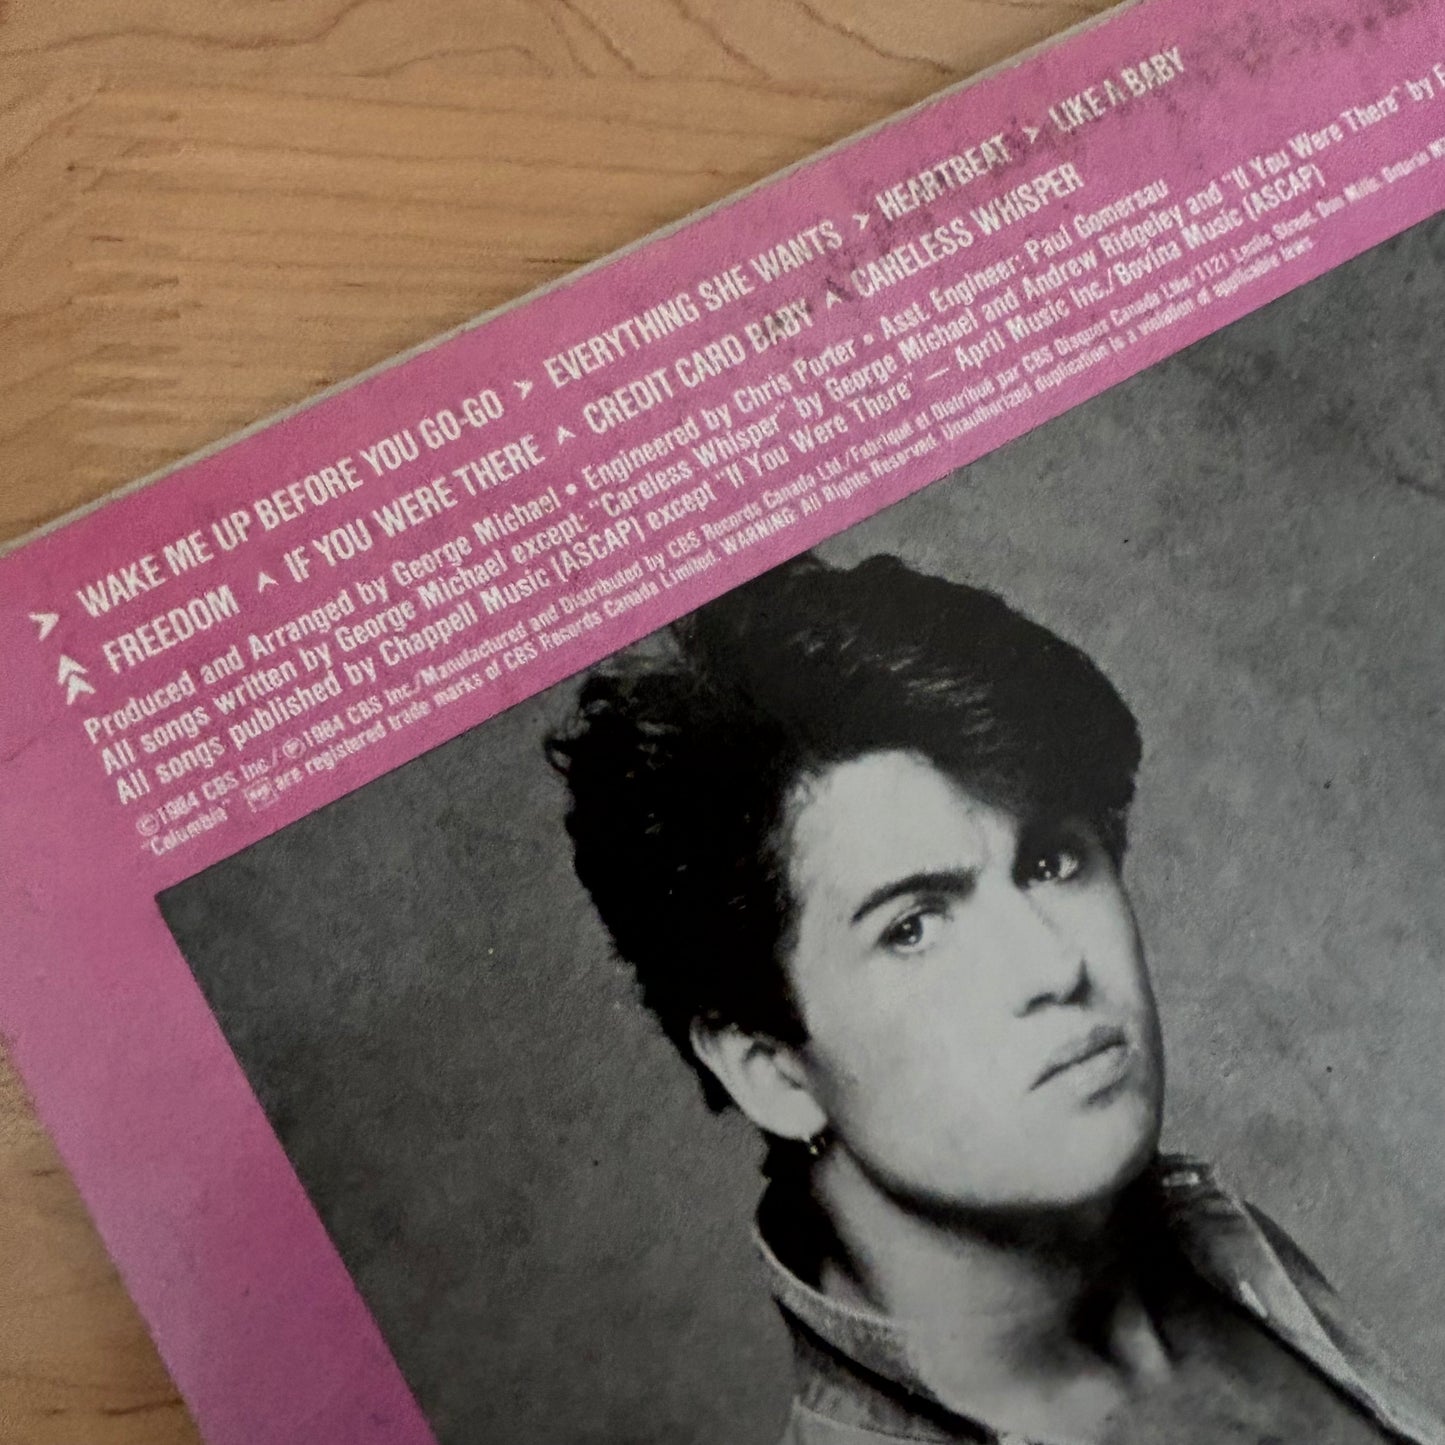 > WAKE ME UP BEFORE YOU GO-GO > EVERYTHING SHE WANTS > HEARTBEAT > LIKE A BABY
FREEDOM ^ IF YOU WERE THERE ^ CREDIT CARD BABY ^ CARELESS WHISPER
Produced and Arranged by George Michael • Engineered by Chris Porter • Asst. Engineer: Paul Gomersau
All songs written by George Michael except: "Careless Whisper" by George Michael and Andrew Ridgeley and "If You Were There" by E
All songs published by Chappell Music (ASCAP) except "If You Were There" — April Music Inc./Bovina Music (ASCAP)
©1984 CBS Inc./℗1984 CBS Inc./Manufactured and Distributed by CBS Records Canada Ltd./Fabriqué et Distribué par CBS Disques Canada Ltée/1121 Leslie Street, Don Mills, Ontario
"Columbia" are registered trade marks of CBS Records Canada Limited. WARNING: All Rights Reserved. Unauthorized duplication is a violation of applicable laws.